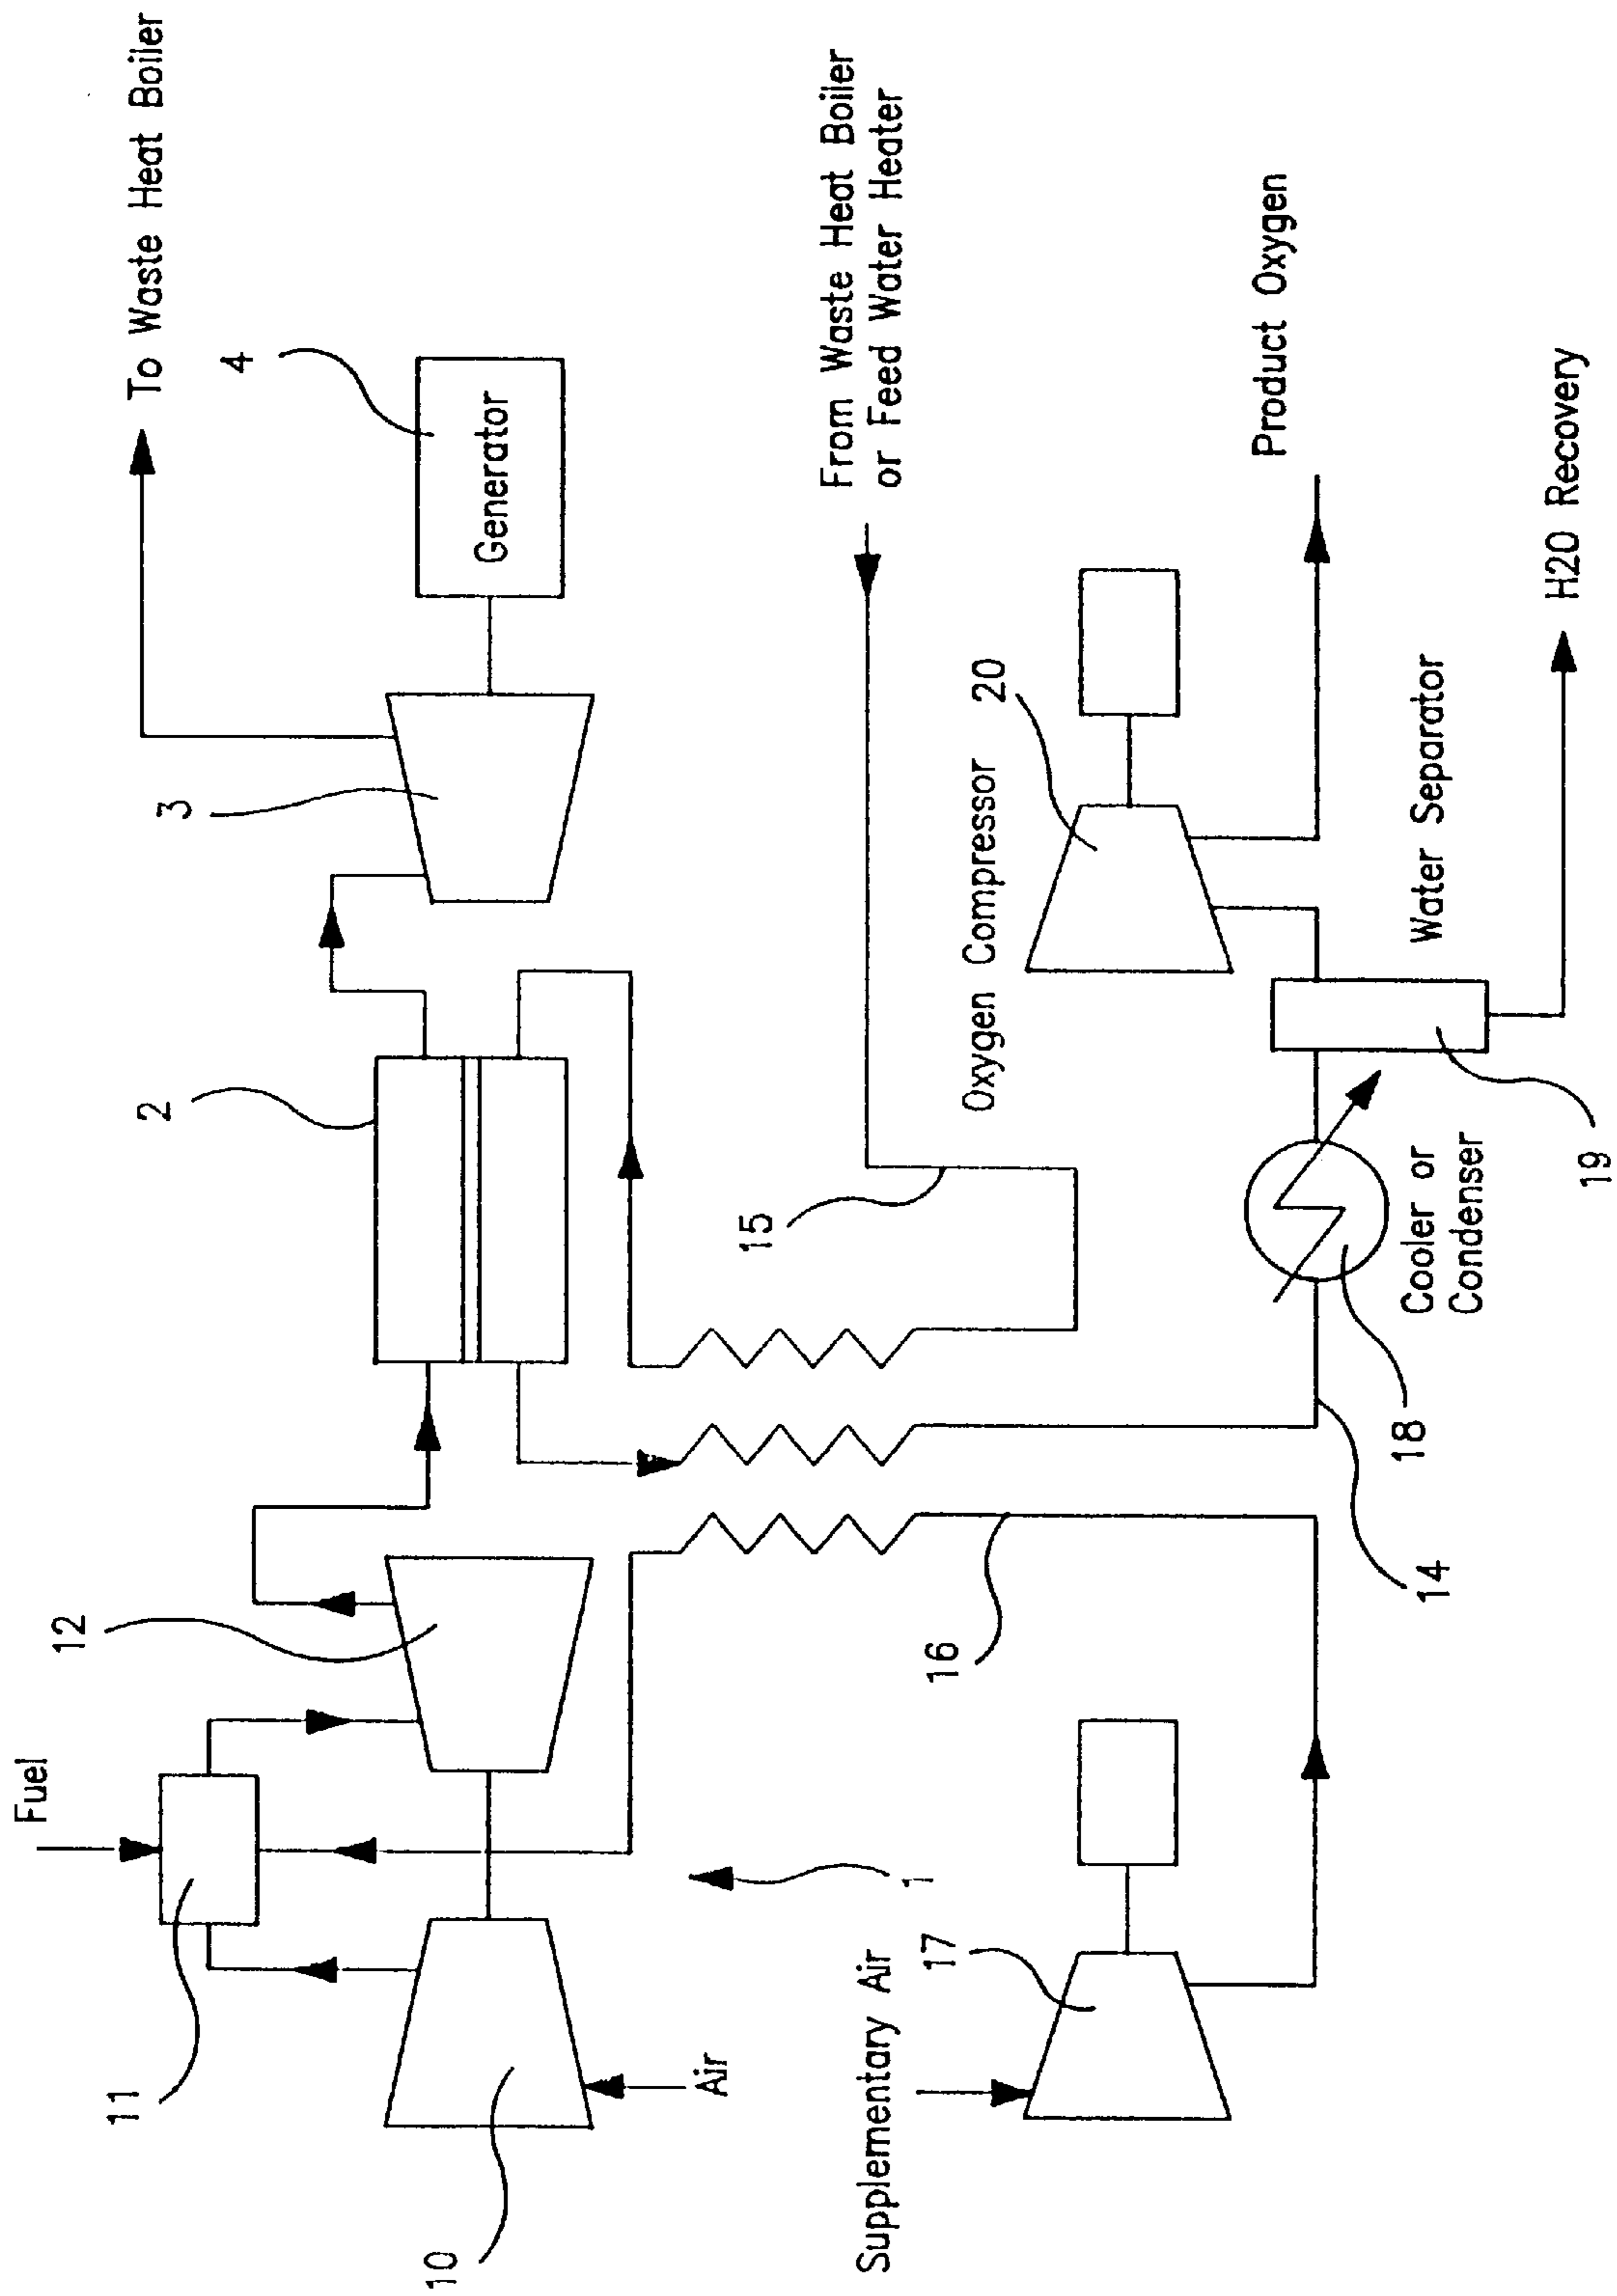 Fuel
11
12
2
3
4
Generator
To Waste Heat Boiler
10
Air
1
16
15
From Waste Heat Boiler
or Feed Water Heater
Supplementary Air
17
14
18
Cooler or
Condenser
19
Water Separator
Oxygen Compressor
20
Product Oxygen
H2O Recovery